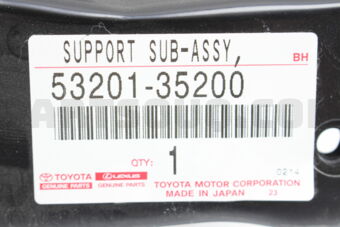 SUPPORT SUB-ASSY,
BH
53201-35200
QTY:
1
0214
TOYOTA
GENUINE PARTS
LEXUS
GENUINE PARTS
TOYOTA MOTOR CORPORATION
MADE IN JAPAN 23